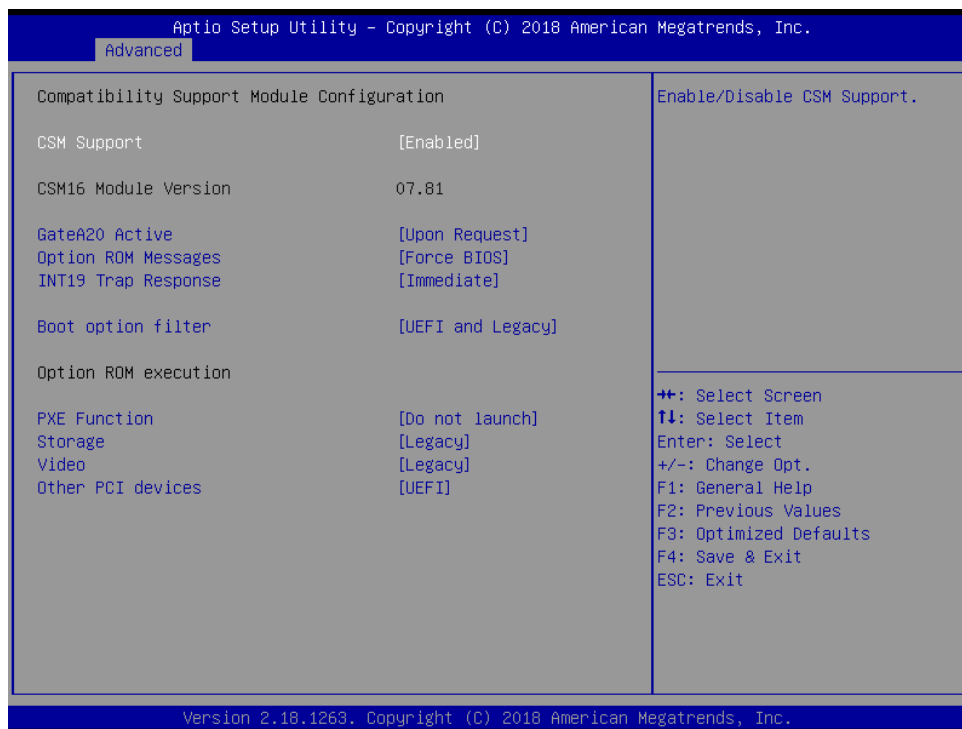 Aptio Setup Utility – Copyright (C) 2018 American Megatrends, Inc.
Advanced
Compatibility Support Module Configuration
CSM Support [Enabled]
CSM16 Module Version 07.81
GateA20 Active [Upon Request]
Option ROM Messages [Force BIOS]
INT19 Trap Response [Immediate]
Boot option filter [UEFI and Legacy]
Option ROM execution
PXE Function [Do not launch]
Storage [Legacy]
Video [Legacy]
Other PCI devices [UEFI]
Enable/Disable CSM Support.
→←: Select Screen
↑↓: Select Item
Enter: Select
+/-: Change Opt.
F1: General Help
F2: Previous Values
F3: Optimized Defaults
F4: Save & Exit
ESC: Exit
Version 2.18.1263. Copyright (C) 2018 American Megatrends, Inc.